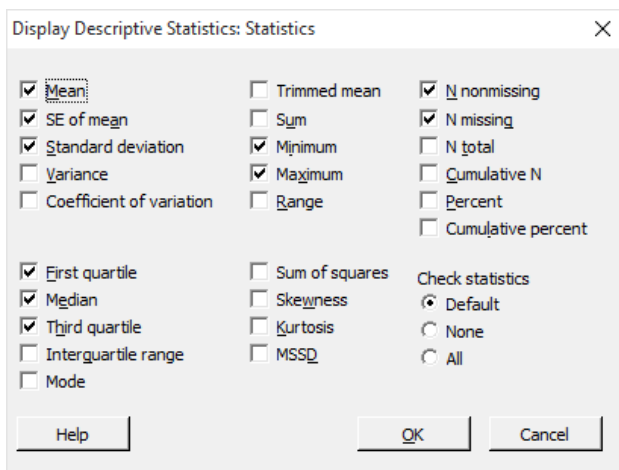 Display Descriptive Statistics: Statistics
Mean
SE of mean
Standard deviation
Variance
Coefficient of variation
Trimmed mean
Sum
Minimum
Maximum
Range
N nonmissing
N missing
N total
Cumulative N
Percent
Cumulative percent
First quartile
Median
Third quartile
Interquartile range
Mode
Sum of squares
Skewness
Kurtosis
MSSD
Check statistics
Default
None
All
Help
OK
Cancel